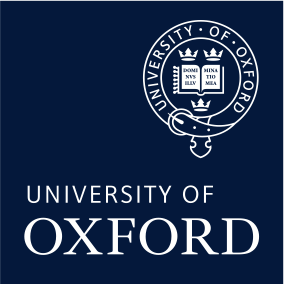 UNIVERSITY · OF · OXFORD
DOMI MINA
NVS TIO
ILLV MEA
UNIVERSITY OF
OXFORD